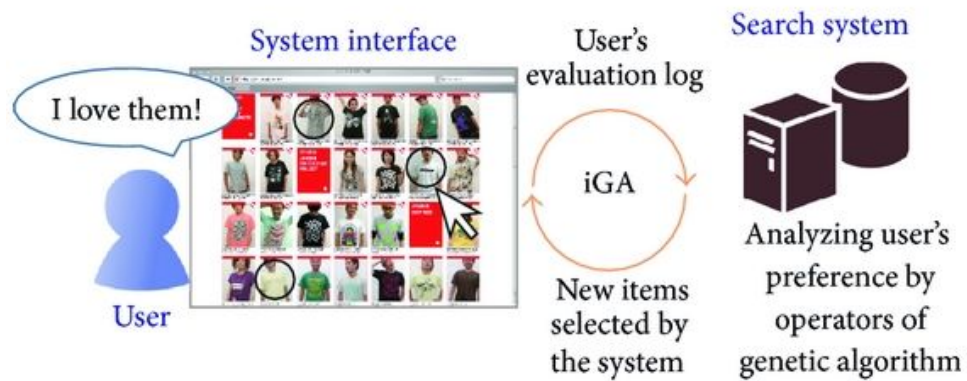 System interface
I love them!
User
User's
evaluation log
iGA
New items
selected by
the system
Search system
Analyzing user's
preference by
operators of
genetic algorithm